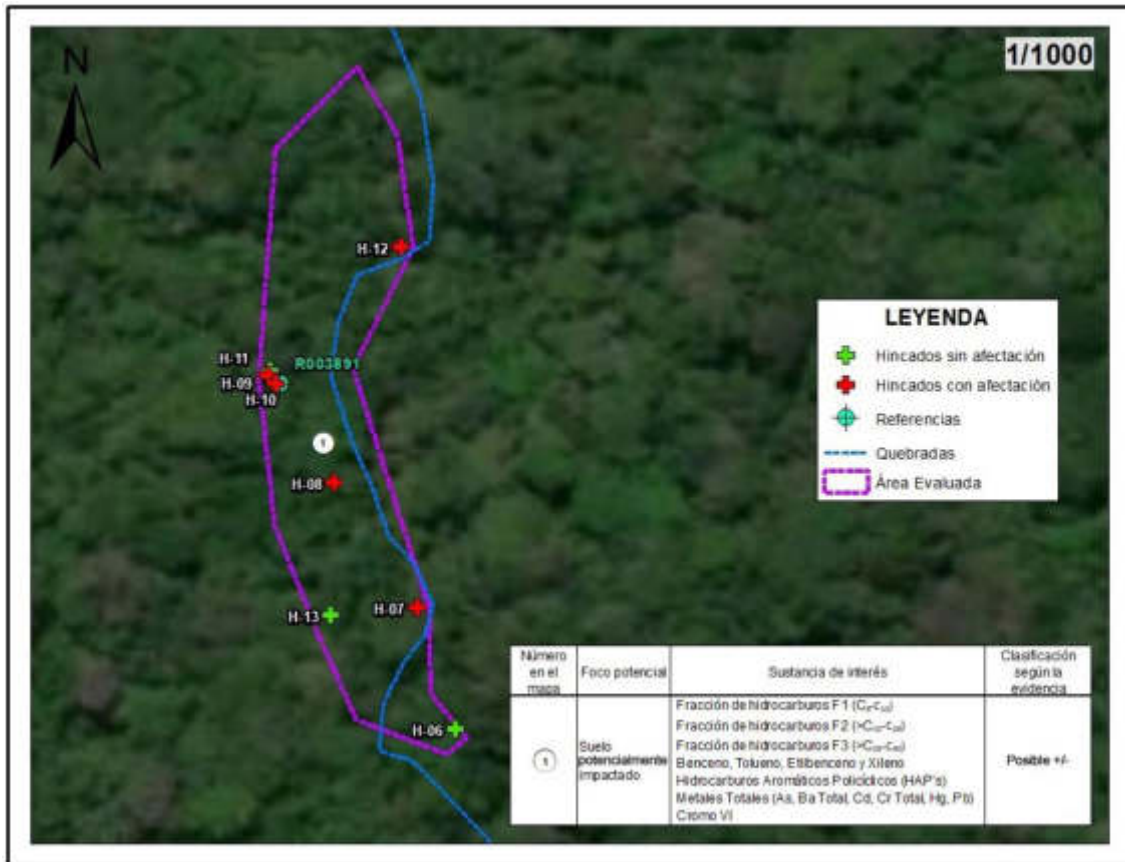 N
1/1000
H-12
H-11
R003891
H-09
H-10
1
H-08
H-13
H-07
H-06
LEYENDA
Hincados sin afectación
Hincados con afectación
Referencias
Quebradas
Área Evaluada
Número en el mapa
Foco potencial
Sustancia de interés
Clasificación según la evidencia
1
Suelo potencialmente impactado
Fracción de hidrocarburos F1
Fracción de hidrocarburos F2
Fracción de hidrocarburos F3
Benceno, Tolueno, Etilbenceno y Xileno
Hidrocarburos Aromáticos Policíclicos (HAP's)
Metales Totales (As, Ba Total, Cd, Cr Total, Hg, Pb)
Cromo VI
Posible +/-